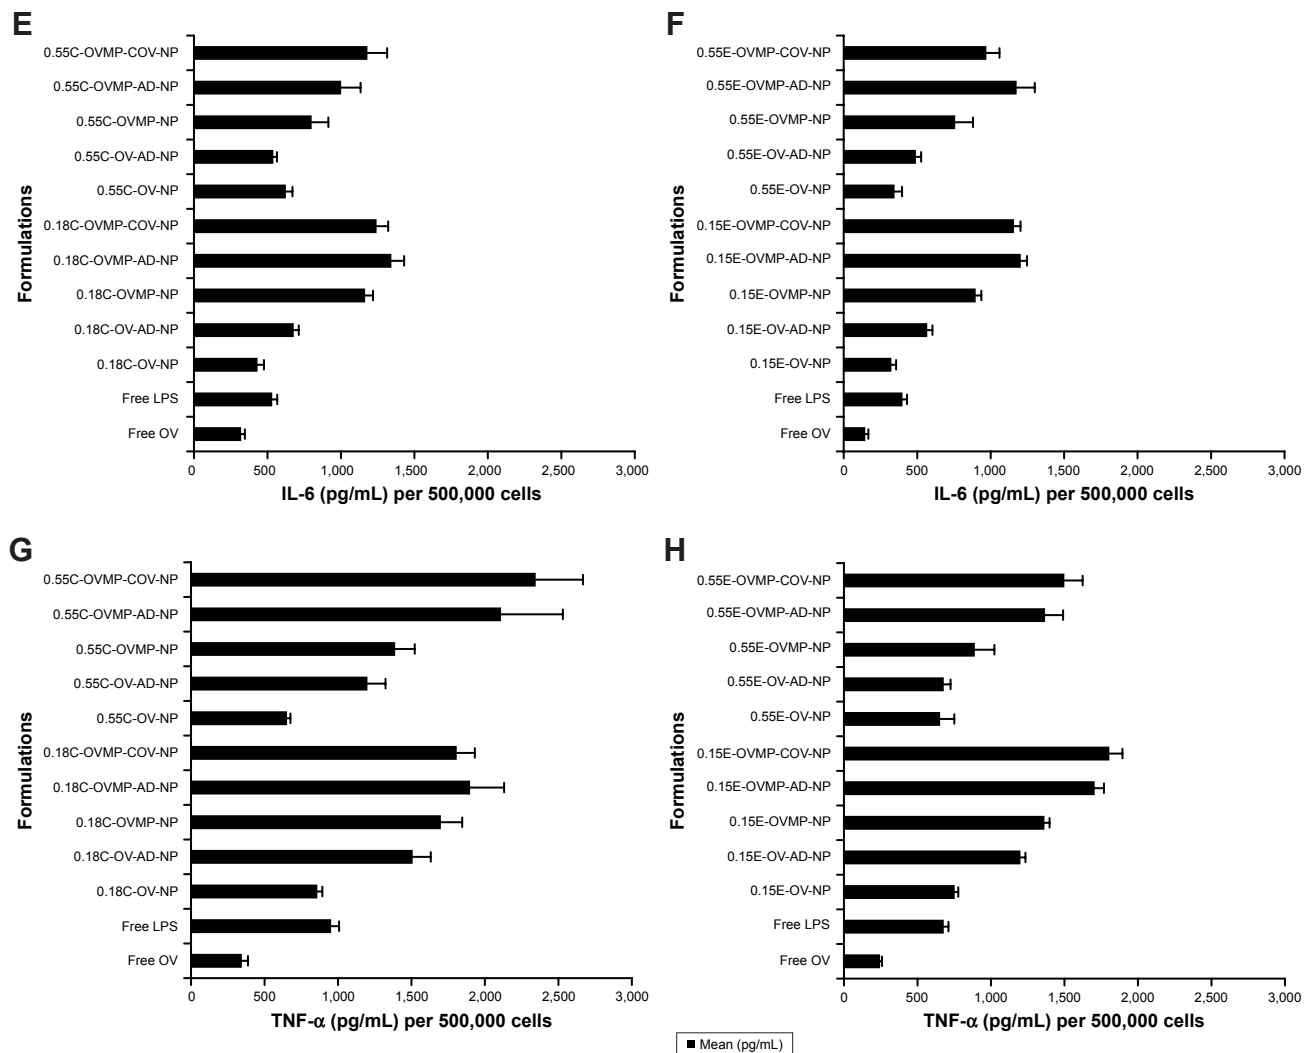 E
0.55C-OVMP-COV-NP
0.55C-OVMP-AD-NP
0.55C-OVMP-NP
0.55C-OV-AD-NP
0.55C-OV-NP
0.18C-OVMP-COV-NP
0.18C-OVMP-AD-NP
0.18C-OVMP-NP
0.18C-OV-AD-NP
0.18C-OV-NP
Free LPS
Free OV
Formulations
0 500 1,000 1,500 2,000 2,500 3,000
IL-6 (pg/mL) per 500,000 cells
F
0.55E-OVMP-COV-NP
0.55E-OVMP-AD-NP
0.55E-OVMP-NP
0.55E-OV-AD-NP
0.55E-OV-NP
0.15E-OVMP-COV-NP
0.15E-OVMP-AD-NP
0.15E-OVMP-NP
0.15E-OV-AD-NP
0.15E-OV-NP
Free LPS
Free OV
Formulations
0 500 1,000 1,500 2,000 2,500 3,000
IL-6 (pg/mL) per 500,000 cells
G
0.55C-OVMP-COV-NP
0.55C-OVMP-AD-NP
0.55C-OVMP-NP
0.55C-OV-AD-NP
0.55C-OV-NP
0.18C-OVMP-COV-NP
0.18C-OVMP-AD-NP
0.18C-OVMP-NP
0.18C-OV-AD-NP
0.18C-OV-NP
Free LPS
Free OV
Formulations
0 500 1,000 1,500 2,000 2,500 3,000
TNF-α (pg/mL) per 500,000 cells
H
0.55E-OVMP-COV-NP
0.55E-OVMP-AD-NP
0.55E-OVMP-NP
0.55E-OV-AD-NP
0.55E-OV-NP
0.15E-OVMP-COV-NP
0.15E-OVMP-AD-NP
0.15E-OVMP-NP
0.15E-OV-AD-NP
0.15E-OV-NP
Free LPS
Free OV
Formulations
0 500 1,000 1,500 2,000 2,500 3,000
TNF-α (pg/mL) per 500,000 cells
Mean (pg/mL)